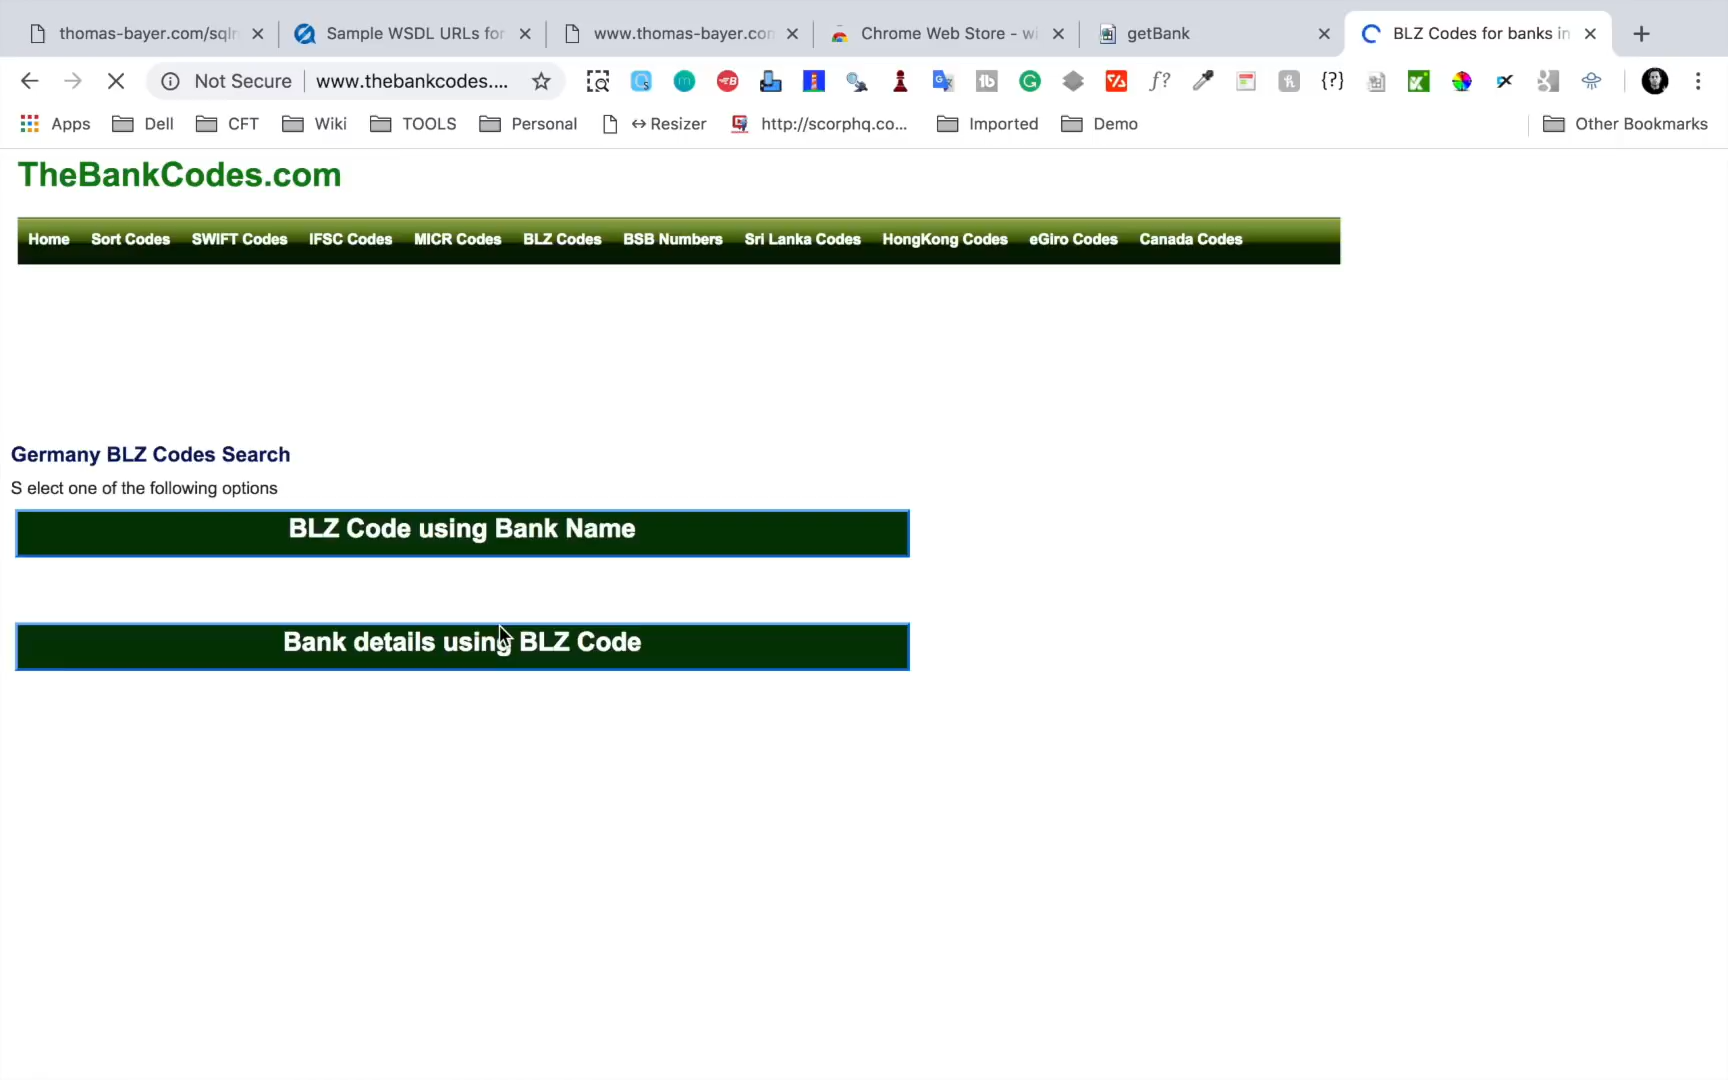 thomas-bayer.com/sqlr
Sample WSDL URLs for
www.thomas-bayer.com
Chrome Web Store - wi
getBank
BLZ Codes for banks in
Not Secure
www.thebankcodes....
Apps
Dell
CFT
Wiki
TOOLS
Personal
↔Resizer
http://scorphq.co...
Imported
Demo
Other Bookmarks
TheBankCodes.com
Home Sort Codes SWIFT Codes IFSC Codes MICR Codes BLZ Codes BSB Numbers Sri Lanka Codes HongKong Codes eGiro Codes Canada Codes
Germany BLZ Codes Search
S elect one of the following options
BLZ Code using Bank Name
Bank details using BLZ Code